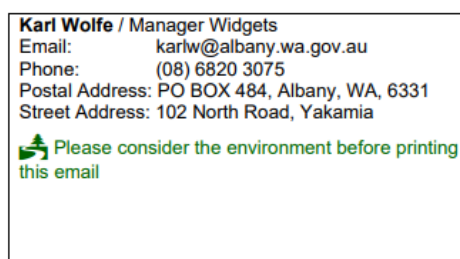 Karl Wolfe / Manager Widgets
Email: karlw@albany.wa.gov.au
Phone: (08) 6820 3075
Postal Address: PO BOX 484, Albany, WA, 6331
Street Address: 102 North Road, Yakamia
Please consider the environment before printing
this email